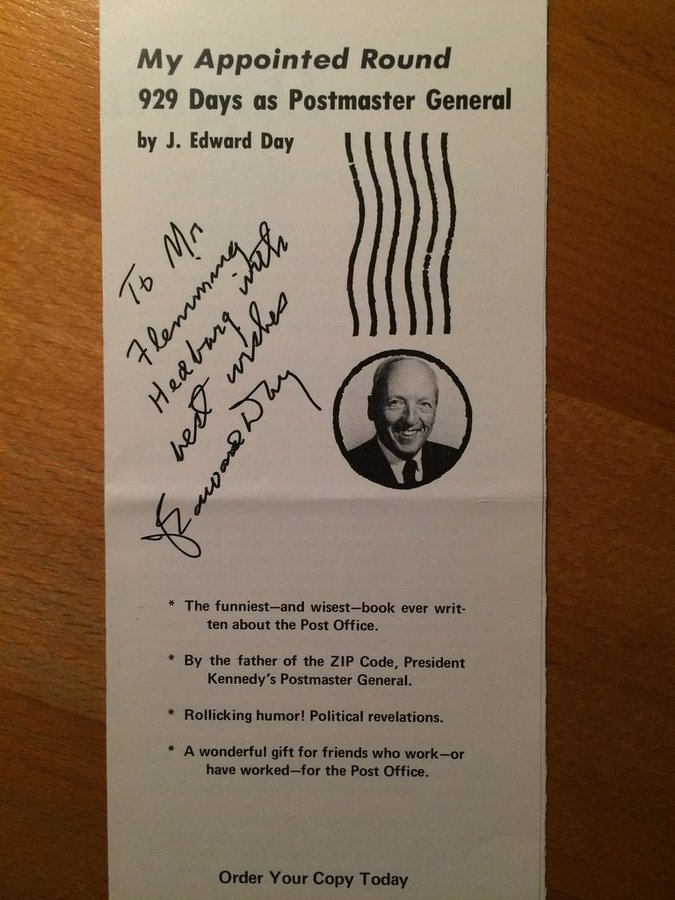 My Appointed Round
929 Days as Postmaster General
by J. Edward Day
To Mr
Flemming
Hedburg with
best wishes
J Edward Day
* The funniest—and wisest—book ever writ-
ten about the Post Office.
* By the father of the ZIP Code, President
Kennedy's Postmaster General.
* Rollicking humor! Political revelations.
* A wonderful gift for friends who work—or
have worked—for the Post Office.
Order Your Copy Today